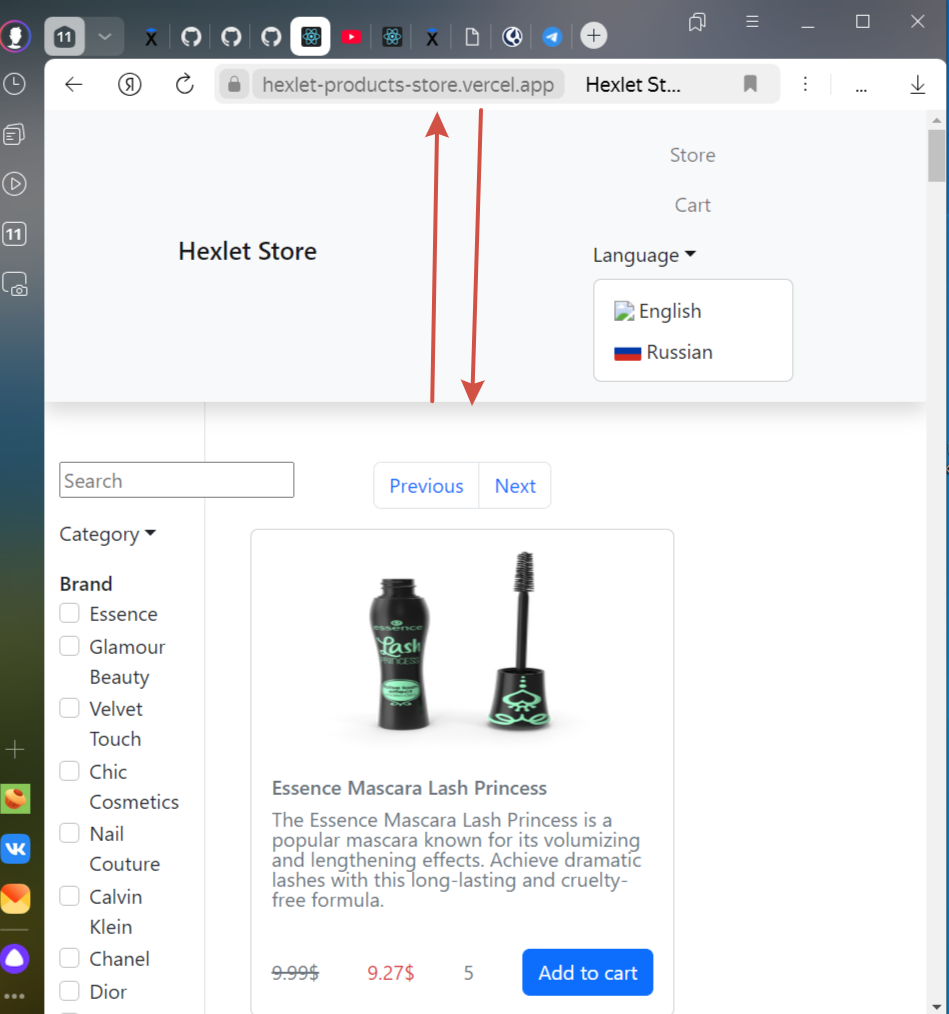 11
Я
hexlet-products-store.vercel.app
Hexlet St...
...
11
Store
Cart
Hexlet Store
Language
English
Russian
Search
Previous
Next
Category
Brand
Essence
Glamour
Beauty
Velvet
Touch
Chic
Cosmetics
Nail
Couture
Calvin
Klein
Chanel
Dior
essence
Lash
PRINCESS
Essence Mascara Lash Princess
The Essence Mascara Lash Princess is a
popular mascara known for its volumizing
and lengthening effects. Achieve dramatic
lashes with this long-lasting and cruelty-
free formula.
9.99$
9.27$
5
Add to cart